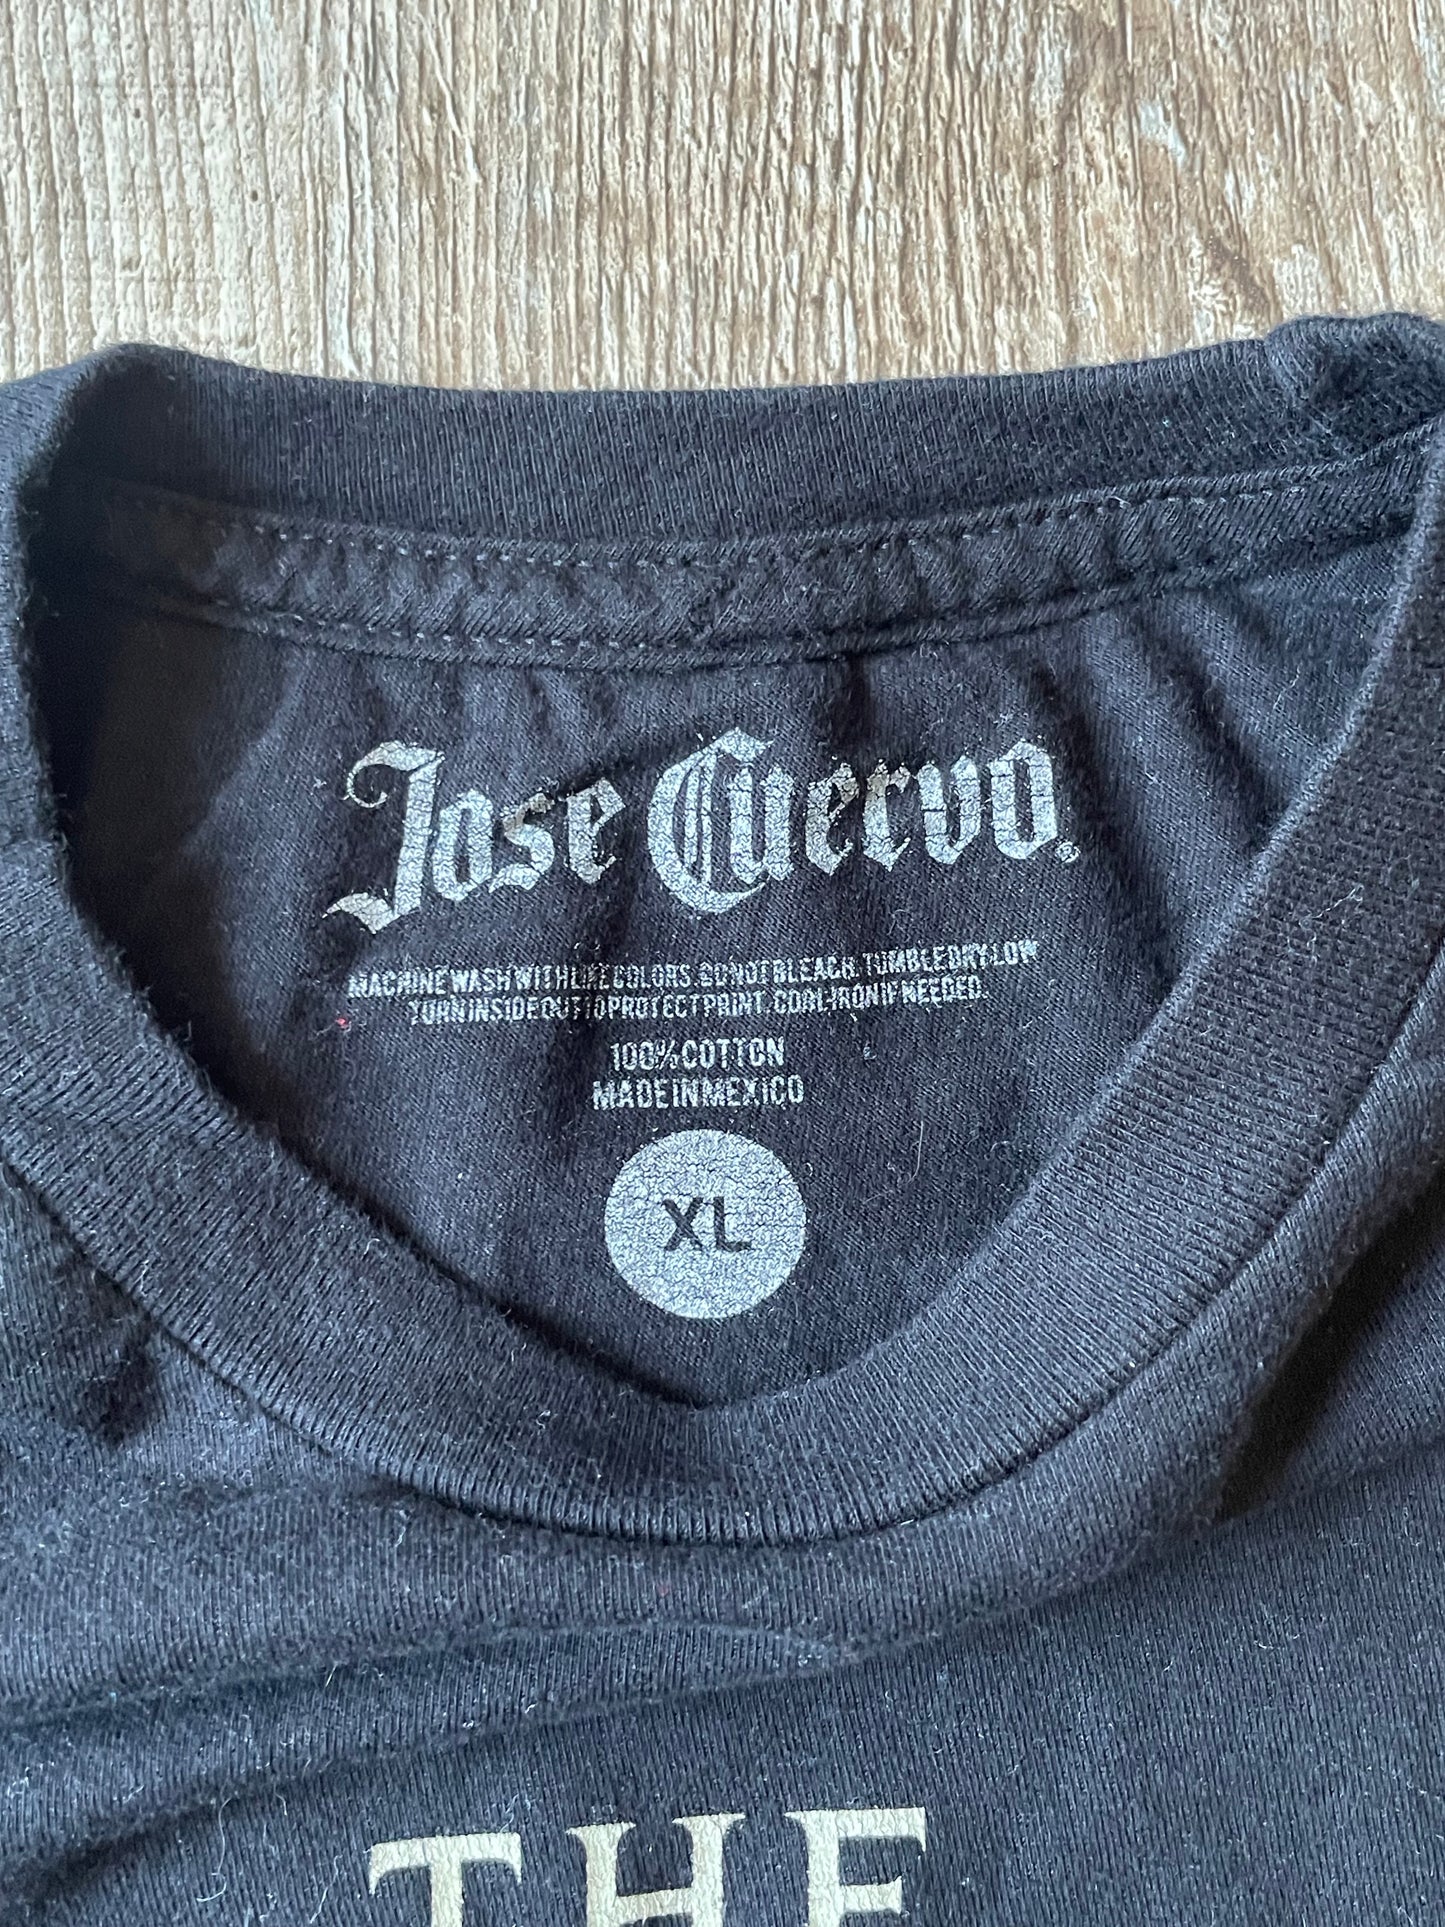 Jose Cuervo®
MACHINE WASH WITH LIKE COLORS. DO NOT BLEACH. TUMBLE DRY LOW
TURN INSIDE OUT TO PROTECT PRINT. COOL-IRON IF NEEDED.
100% COTTON
MADE IN MEXICO
XL
THE